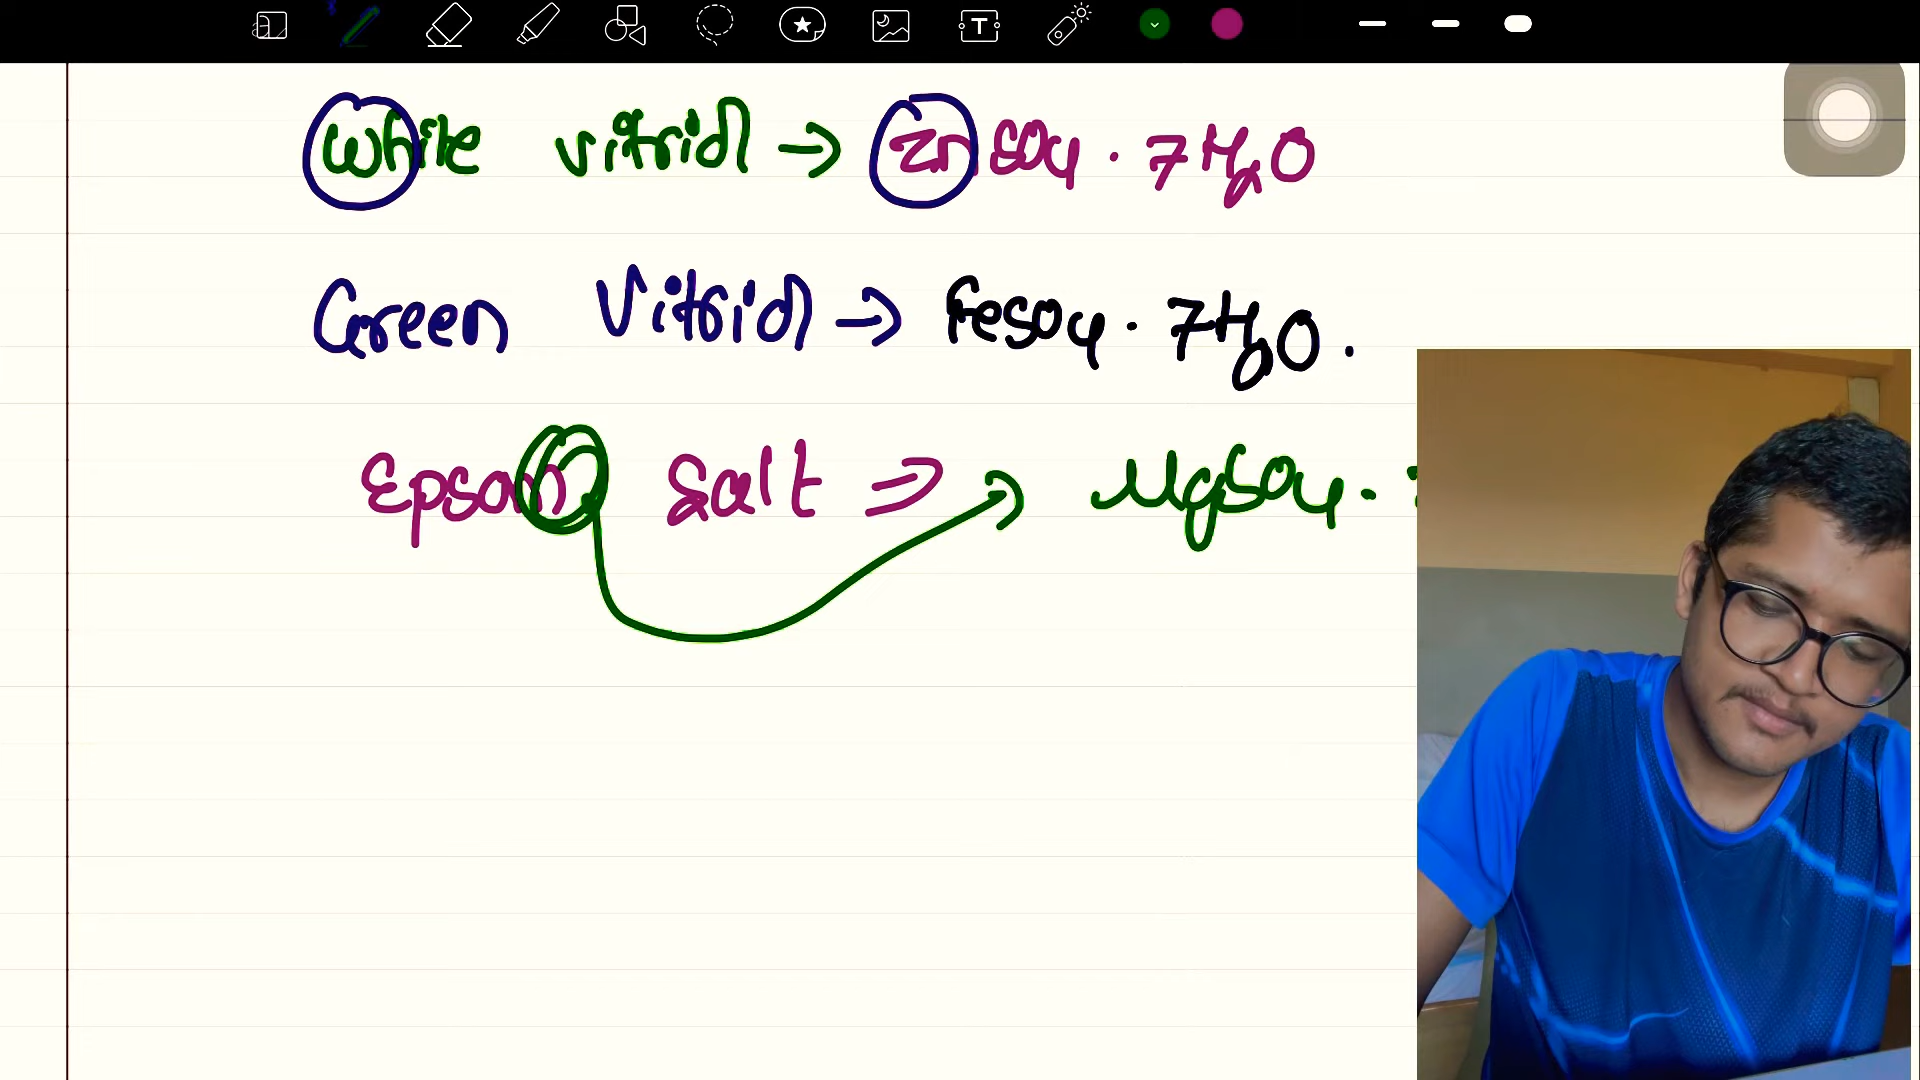 White vitriol → ZnSO4 · 7H2O
Green Vitriol → FeSO4 · 7H2O .
Epsom Salt ⇒ → MgSO4 ·
T